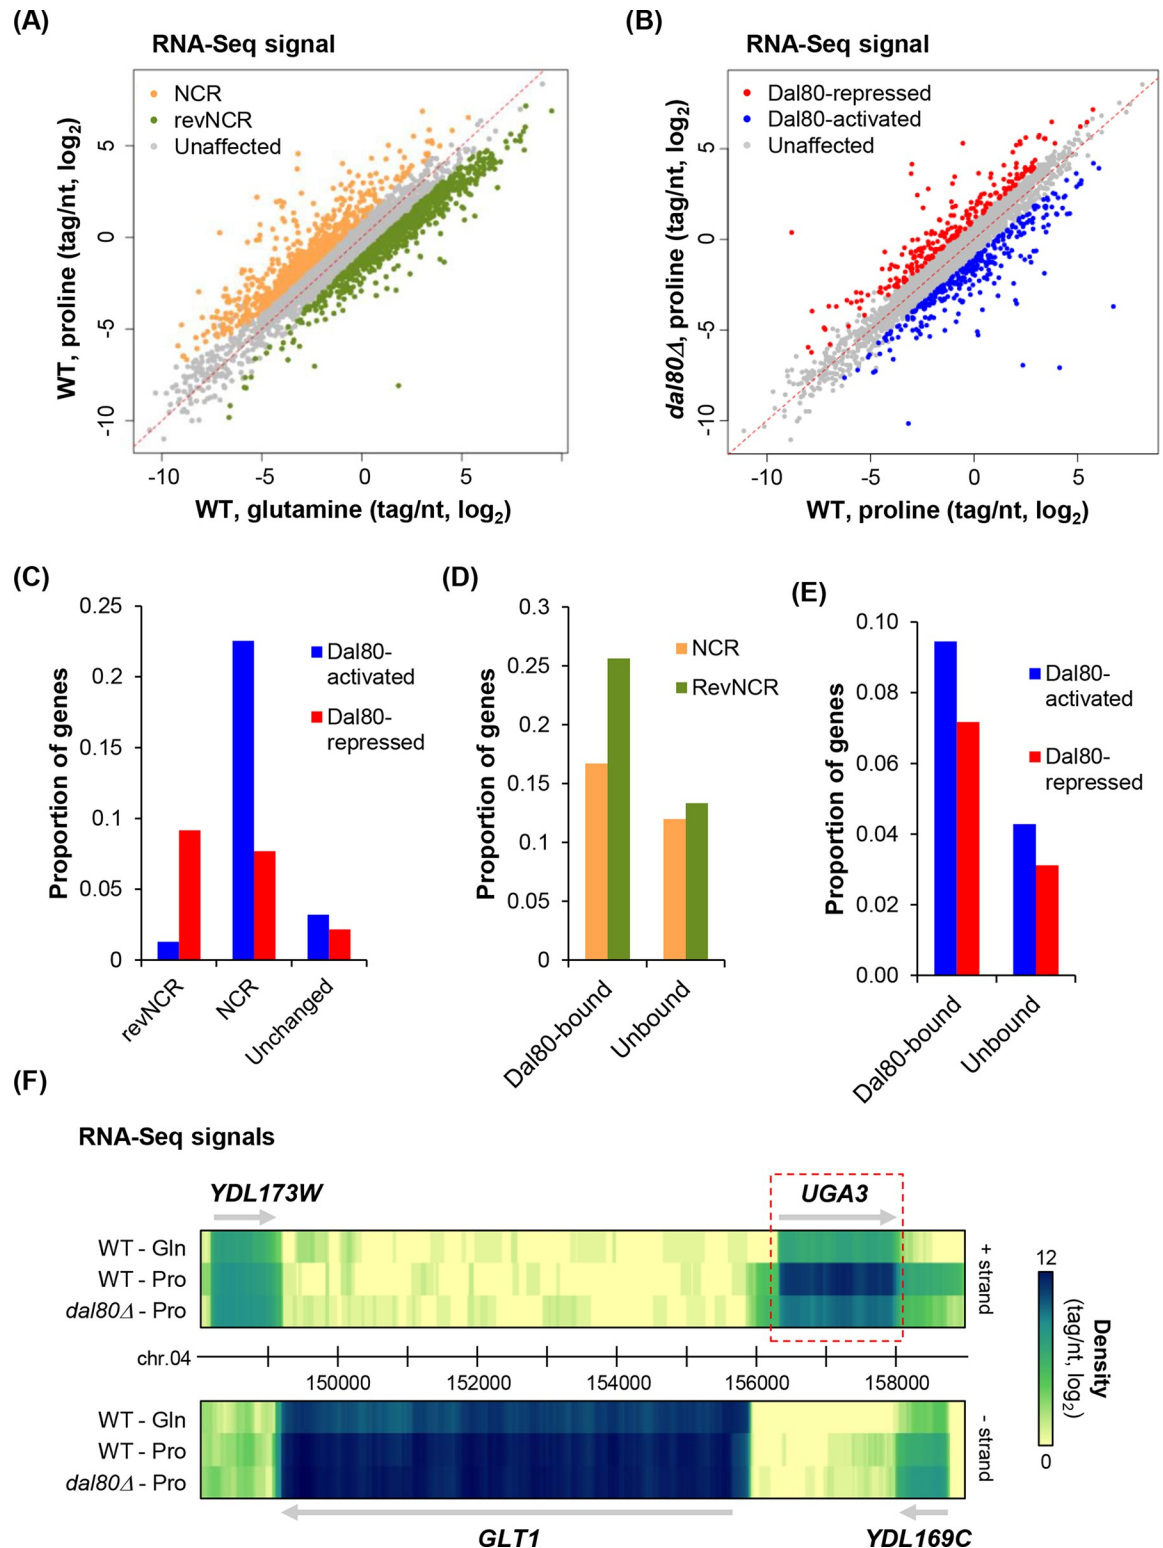 (A)
RNA-Seq signal
NCR
revNCR
Unaffected
WT, proline (tag/nt, log2)
5
0
-5
-10
-10
-5
0
5
WT, glutamine (tag/nt, log2)
(B)
RNA-Seq signal
Dal80-repressed
Dal80-activated
Unaffected
dal80Δ, proline (tag/nt, log2)
5
0
-5
-10
-10
-5
0
5
WT, proline (tag/nt, log2)
(C)
Proportion of genes
0.25
0.2
0.15
0.1
0.05
0
Dal80-
activated
Dal80-
repressed
revNCR
NCR
Unchanged
(D)
Proportion of genes
0.3
0.25
0.2
0.15
0.1
0.05
0
NCR
RevNCR
Dal80-bound
Unbound
(E)
Proportion of genes
0.10
0.08
0.06
0.04
0.02
0.00
Dal80-
activated
Dal80-
repressed
Dal80-bound
Unbound
(F)
RNA-Seq signals
YDL173W
UGA3
WT - Gln
WT - Pro
dal80Δ - Pro
+ strand
chr.04
150000
152000
154000
156000
158000
WT - Gln
WT - Pro
dal80Δ - Pro
- strand
GLT1
YDL169C
12
0
Density
(tag/nt, log2)